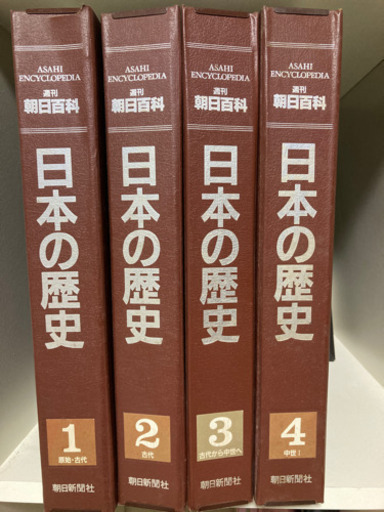 ASAHI
ENCYCLOPEDIA
週刊
朝日百科
日本の歴史
1
原始・古代
朝日新聞社
ASAHI
ENCYCLOPEDIA
週刊
朝日百科
日本の歴史
2
古代
朝日新聞社
ASAHI
ENCYCLOPEDIA
週刊
朝日百科
日本の歴史
3
古代から中世へ
朝日新聞社
ASAHI
ENCYCLOPEDIA
週刊
朝日百科
日本の歴史
4
中世 I
朝日新聞社